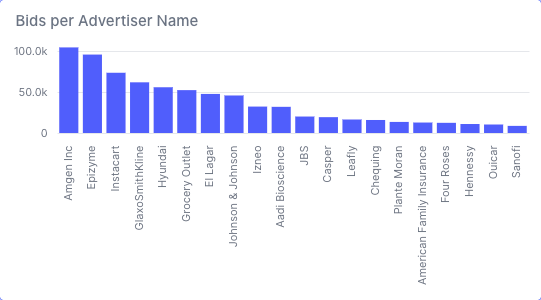 Bids per Advertiser Name
100.0k
50.0k
0
Amgen Inc
Epizyme
Instacart
GlaxoSmithKline
Hyundai
Grocery Outlet
El Lagar
Johnson & Johnson
Izneo
Aadi Bioscience
JBS
Casper
Leafly
Chequing
Plante Moran
American Family Insurance
Four Roses
Hennessy
Ouicar
Sanofi